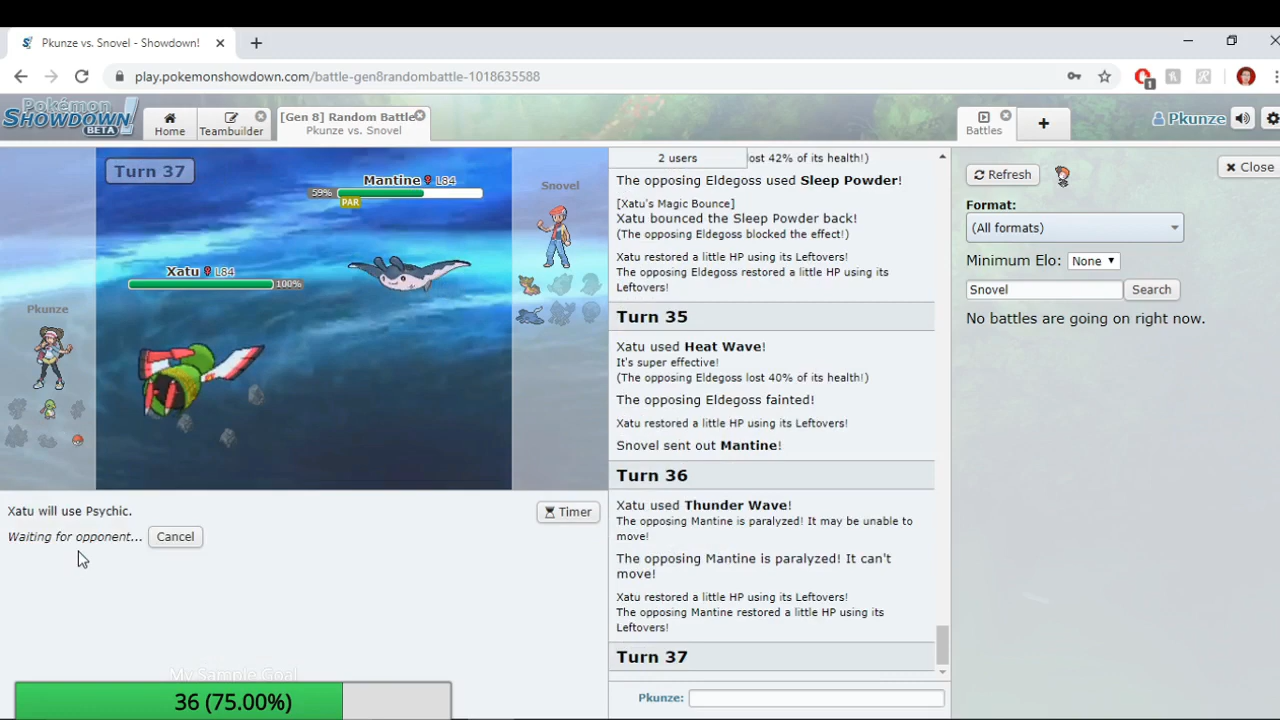 Pkunze vs. Snovel - Showdown!
play.pokemonshowdown.com/battle-gen8randombattle-1018635588
1
Pokémon
SHOWDOWN!
BETA
Home
Teambuilder
[Gen 8] Random Battle
Pkunze vs. Snovel
Battles
Pkunze
Turn 37
Mantine L84
59%
PAR
Snovel
Xatu L84
100%
Pkunze
Xatu will use Psychic.
Waiting for opponent...
Cancel
Timer
My Sample Goal
36 (75.00%)
2 users
lost 42% of its health!)
The opposing Eldegoss used Sleep Powder!
[Xatu's Magic Bounce]
Xatu bounced the Sleep Powder back!
(The opposing Eldegoss blocked the effect!)
Xatu restored a little HP using its Leftovers!
The opposing Eldegoss restored a little HP using its
Leftovers!
Turn 35
Xatu used Heat Wave!
It's super effective!
(The opposing Eldegoss lost 40% of its health!)
The opposing Eldegoss fainted!
Xatu restored a little HP using its Leftovers!
Snovel sent out Mantine!
Turn 36
Xatu used Thunder Wave!
The opposing Mantine is paralyzed! It may be unable to
move!
The opposing Mantine is paralyzed! It can't
move!
Xatu restored a little HP using its Leftovers!
The opposing Mantine restored a little HP using its
Leftovers!
Turn 37
Pkunze:
Refresh
Close
Format:
(All formats)
Minimum Elo: None
Snovel
Search
No battles are going on right now.